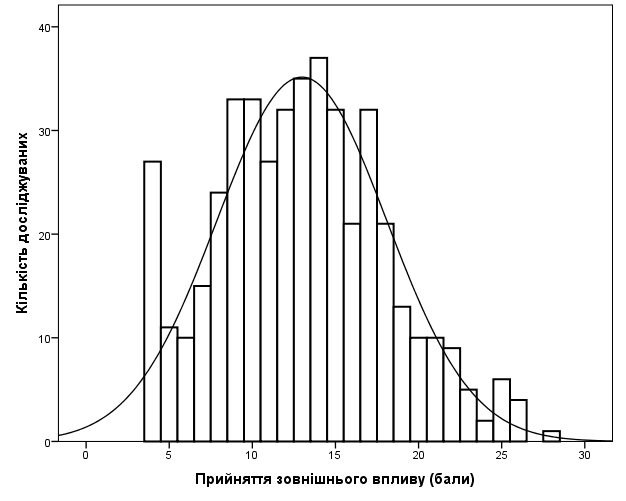 Кількість досліджуваних
40
30
20
10
0
0 5 10 15 20 25 30
Прийняття зовнішнього впливу (бали)